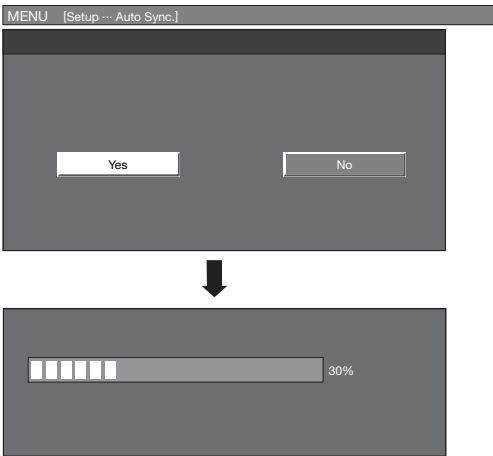 MENU [Setup ··· Auto Sync.]
Yes
No
30%